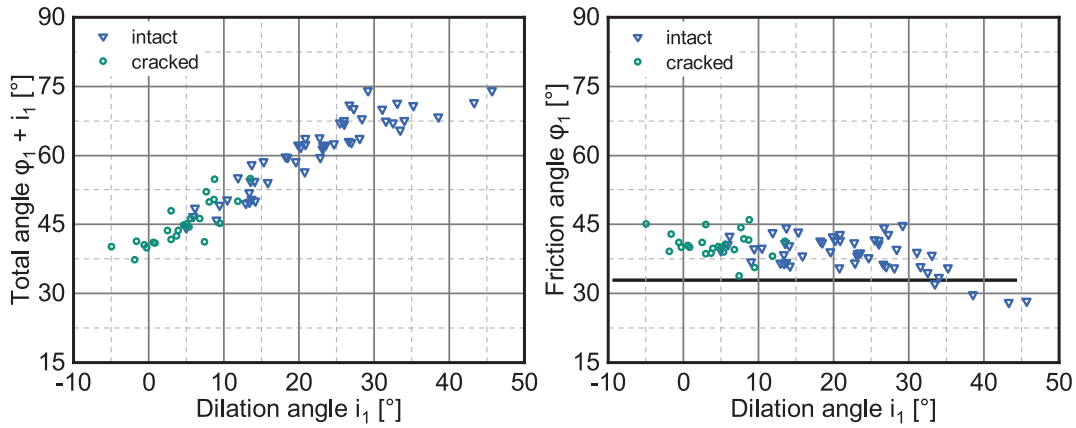 90
75
60
45
30
15
-10 0 10 20 30 40 50
Total angle φ₁ + i₁ [°]
Dilation angle i₁ [°]
intact
cracked
90
75
60
45
30
15
-10 0 10 20 30 40 50
Friction angle φ₁ [°]
Dilation angle i₁ [°]
intact
cracked